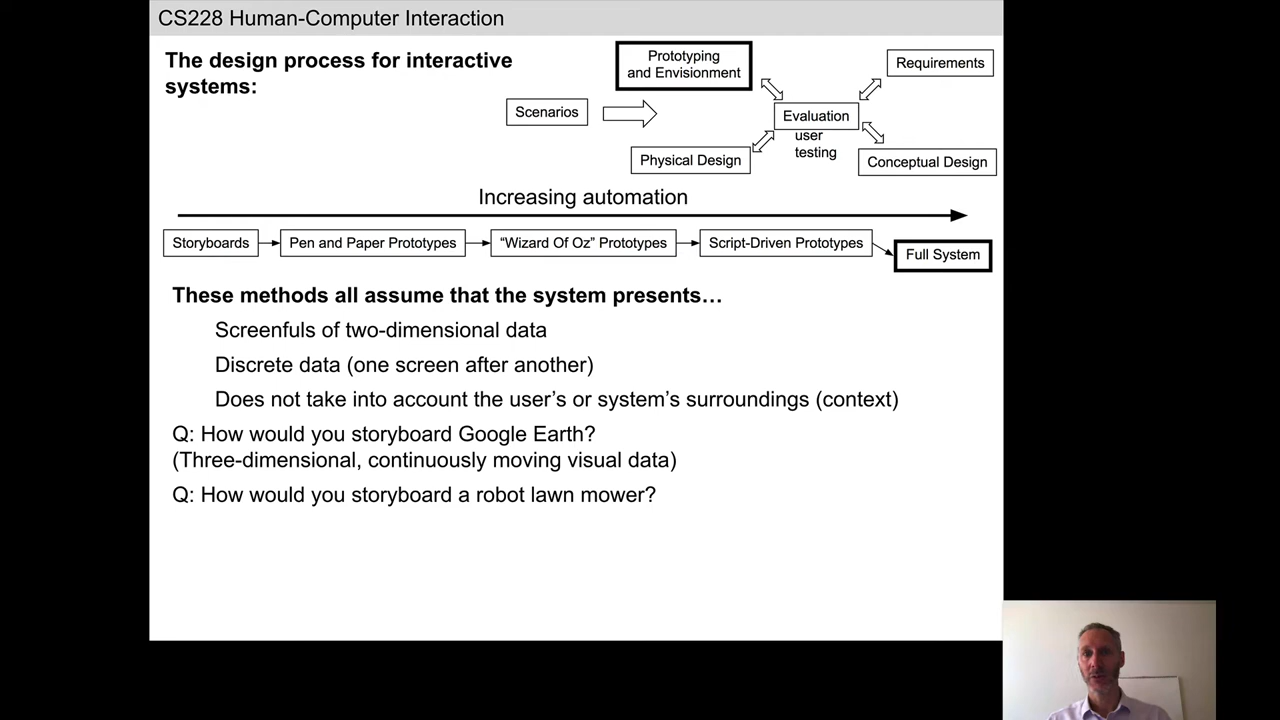 CS228 Human-Computer Interaction
The design process for interactive
systems:
Prototyping
and Envisionment
Requirements
Scenarios
Evaluation
user
testing
Physical Design
Conceptual Design
Increasing automation
Storyboards
Pen and Paper Prototypes
“Wizard Of Oz” Prototypes
Script-Driven Prototypes
Full System
These methods all assume that the system presents…
Screenfuls of two-dimensional data
Discrete data (one screen after another)
Does not take into account the user’s or system’s surroundings (context)
Q: How would you storyboard Google Earth?
(Three-dimensional, continuously moving visual data)
Q: How would you storyboard a robot lawn mower?